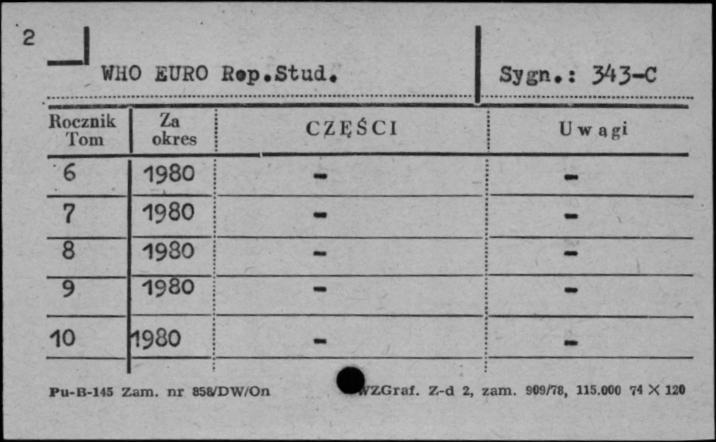 2
WHO EURO Rep.Stud.
Sygn.: 343-C
Rocznik Tom Za okres CZĘŚCI Uwagi
6 1980 - -
7 1980 - -
8 1980 - -
9 1980 - -
10 1980 - -
Pu-B-145 Zam. nr 858/DW/On WZGraf. Z-d 2, zam. 909/78, 115.000 74 X 120